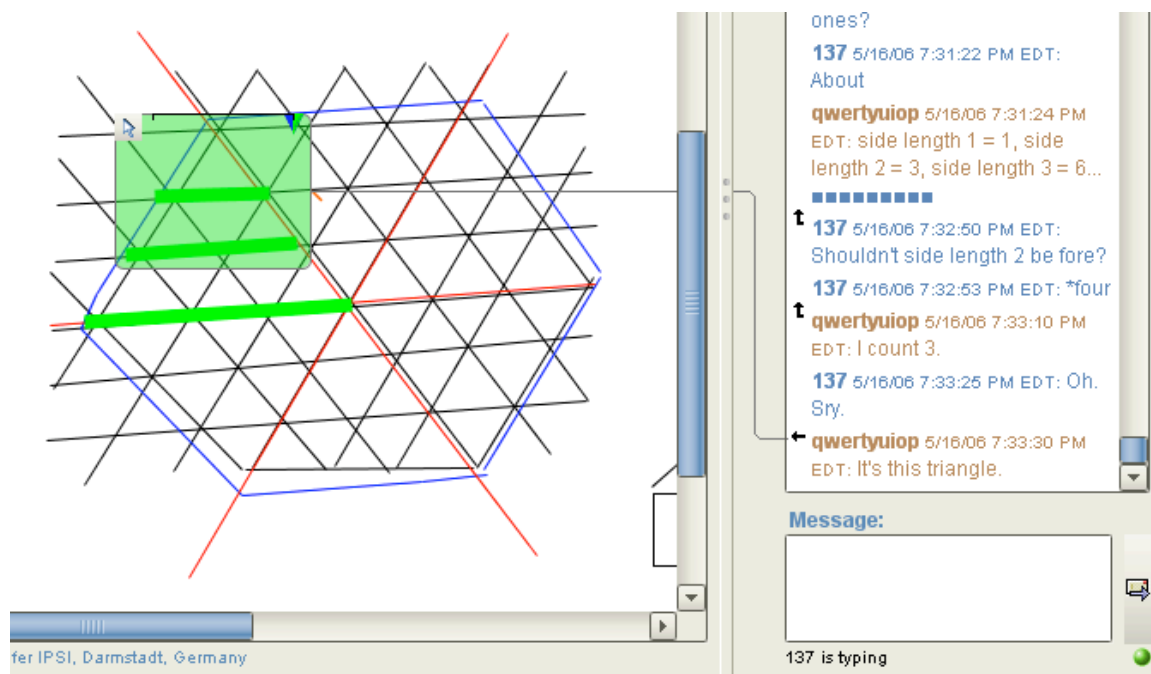 ones?
137 5/16/06 7:31:22 PM EDT:
About
qwertyuiop 5/16/06 7:31:24 PM
EDT: side length 1 = 1, side
length 2 = 3, side length 3 = 6...
137 5/16/06 7:32:50 PM EDT:
Shouldn't side length 2 be fore?
137 5/16/06 7:32:53 PM EDT: *four
qwertyuiop 5/16/06 7:33:10 PM
EDT: I count 3.
137 5/16/06 7:33:25 PM EDT: Oh.
Sry.
qwertyuiop 5/16/06 7:33:30 PM
EDT: It's this triangle.
Message:
137 is typing
fer IPSI, Darmstadt, Germany